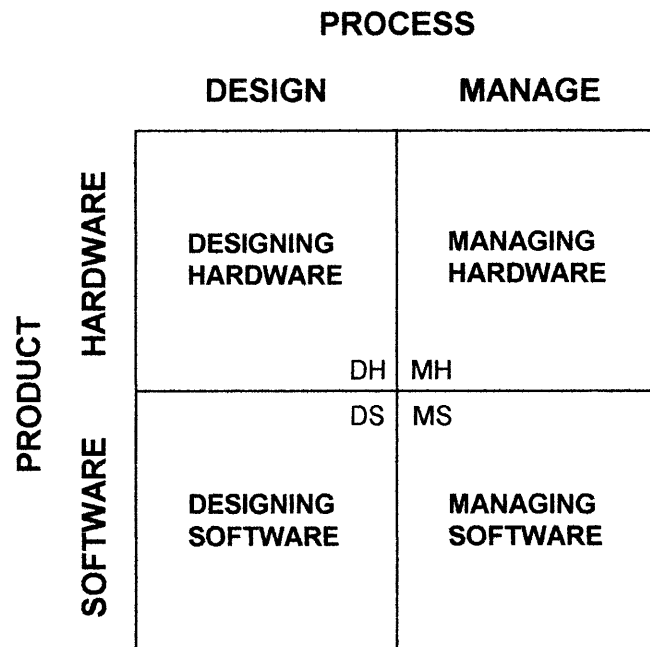 PROCESS
DESIGN MANAGE
PRODUCT
HARDWARE
DESIGNING
HARDWARE
MANAGING
HARDWARE
DH MH
DS MS
SOFTWARE
DESIGNING
SOFTWARE
MANAGING
SOFTWARE